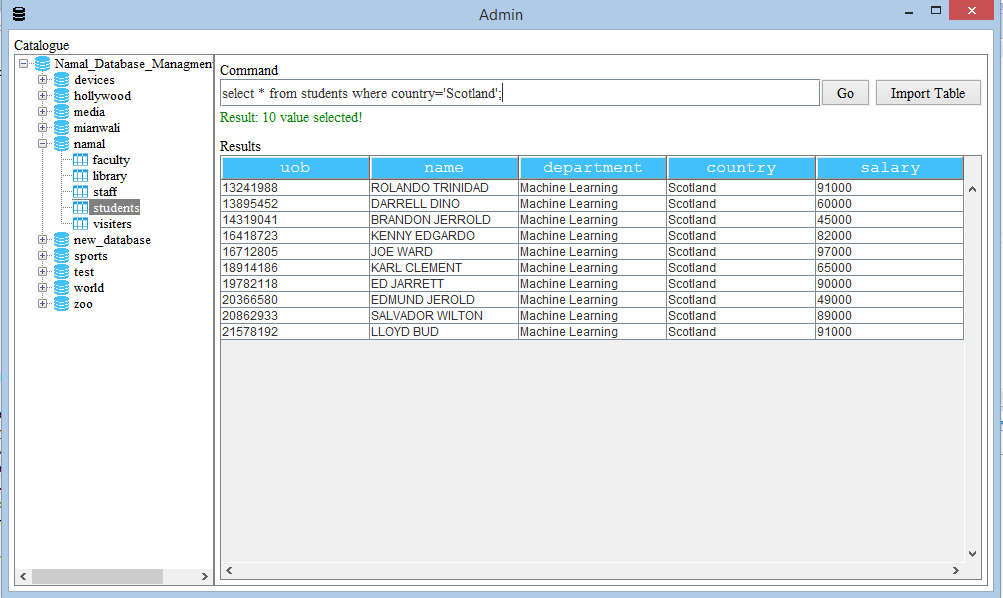 Admin
Catalogue
Namal_Database_Managmen
devices
hollywood
media
mianwali
namal
faculty
library
staff
students
visiters
new_database
sports
test
world
zoo
Command
select * from students where country='Scotland'; Go Import Table
Result: 10 value selected!
Results
uob name department country salary
13241988 ROLANDO TRINIDAD Machine Learning Scotland 91000
13895452 DARRELL DINO Machine Learning Scotland 60000
14319041 BRANDON JERROLD Machine Learning Scotland 45000
16418723 KENNY EDGARDO Machine Learning Scotland 82000
16712805 JOE WARD Machine Learning Scotland 97000
18914186 KARL CLEMENT Machine Learning Scotland 65000
19782118 ED JARRETT Machine Learning Scotland 90000
20366580 EDMUND JEROLD Machine Learning Scotland 49000
20862933 SALVADOR WILTON Machine Learning Scotland 89000
21578192 LLOYD BUD Machine Learning Scotland 91000